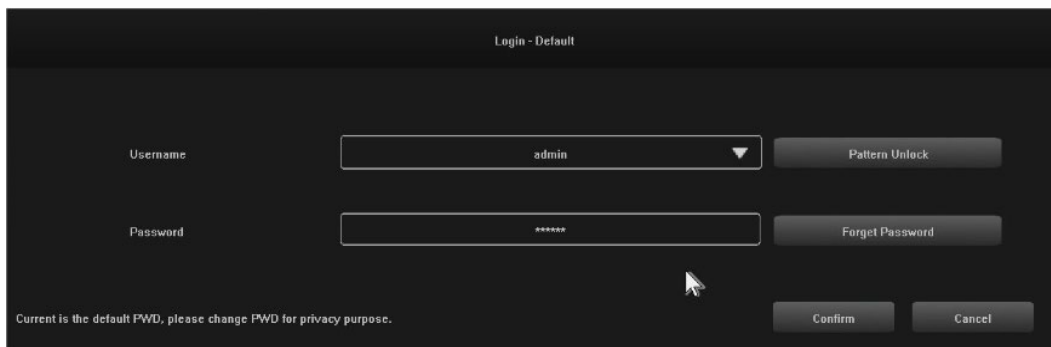 Login - Default
Username
admin
Pattern Unlock
Password
******
Forget Password
Current is the default PWD, please change PWD for privacy purpose.
Confirm
Cancel